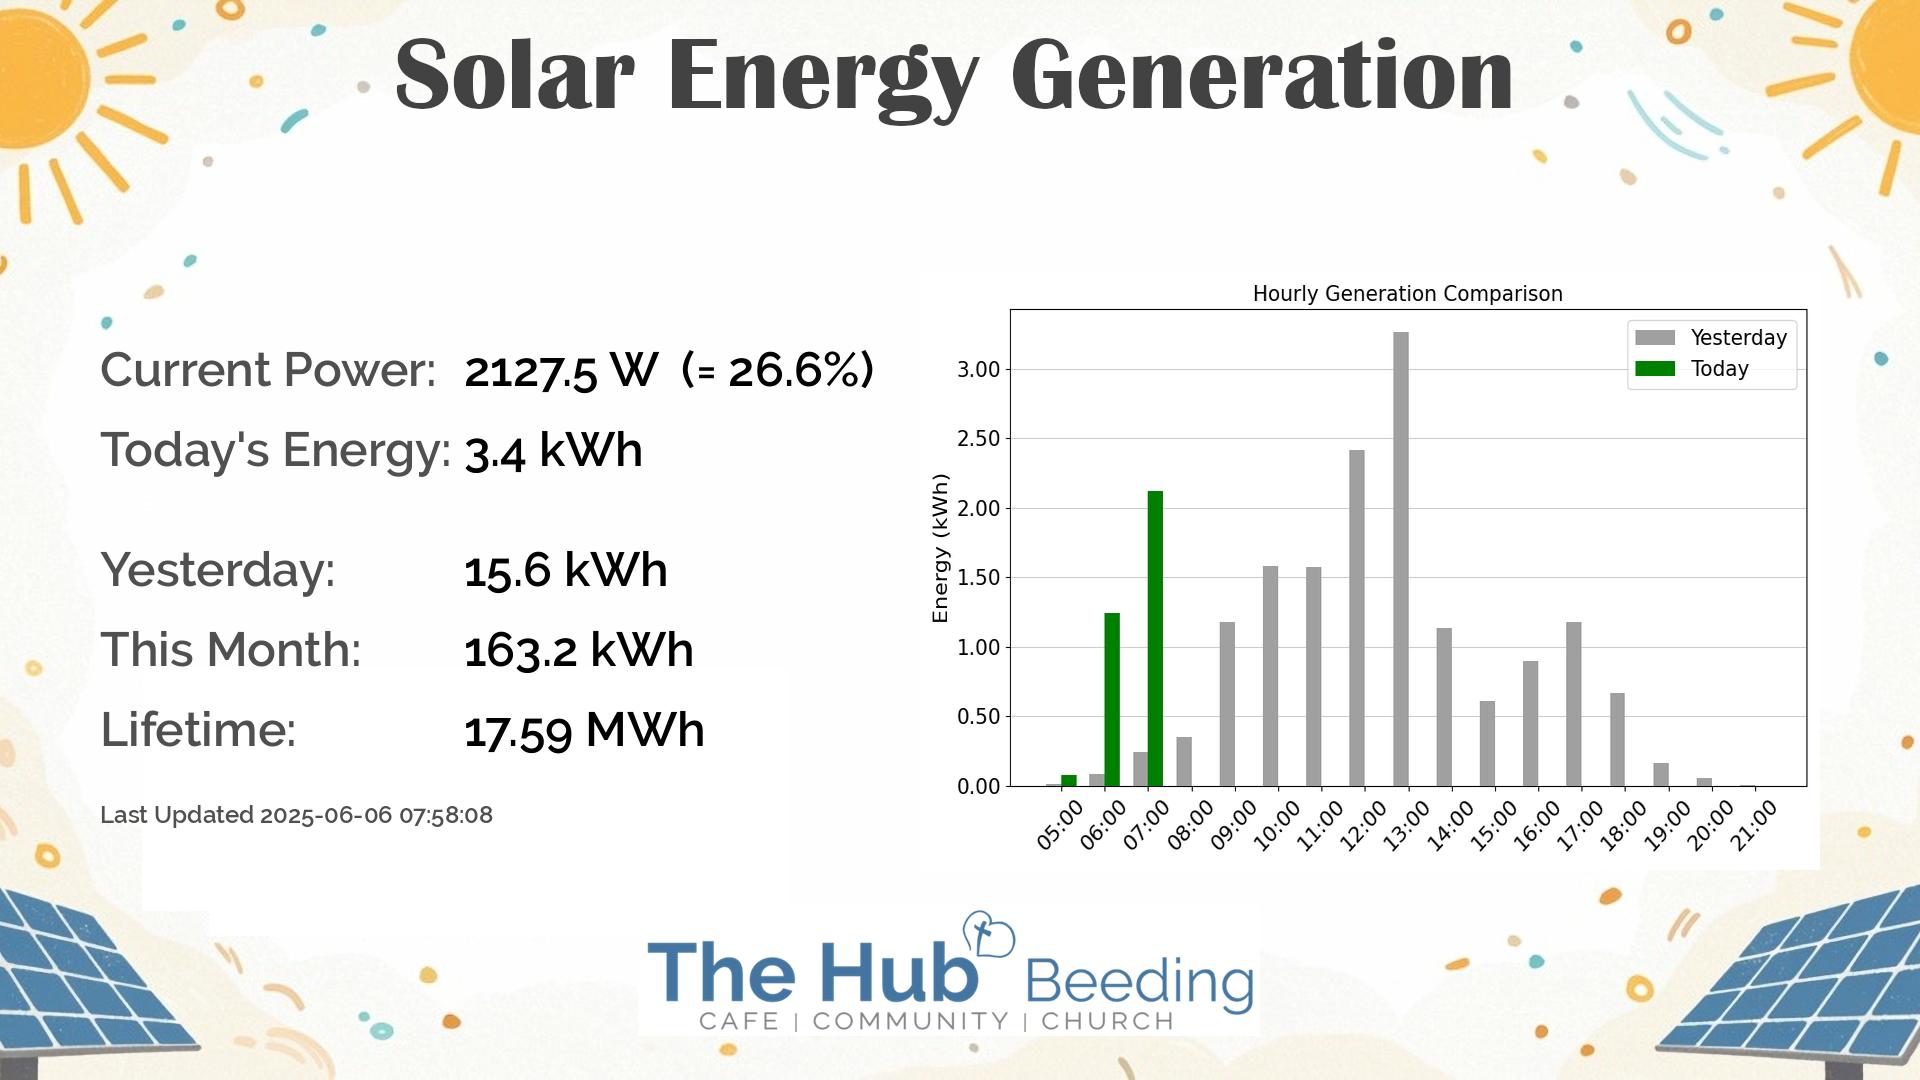 Solar Energy Generation
Current Power: 2127.5 W (= 26.6%)
Today's Energy: 3.4 kWh
Yesterday: 15.6 kWh
This Month: 163.2 kWh
Lifetime: 17.59 MWh
Last Updated 2025-06-06 07:58:08
Hourly Generation Comparison
Yesterday
Today
Energy (kWh)
3.00
2.50
2.00
1.50
1.00
0.50
0.00
05:00 06:00 07:00 08:00 09:00 10:00 11:00 12:00 13:00 14:00 15:00 16:00 17:00 18:00 19:00 20:00 21:00
The Hub Beeding
CAFE | COMMUNITY | CHURCH